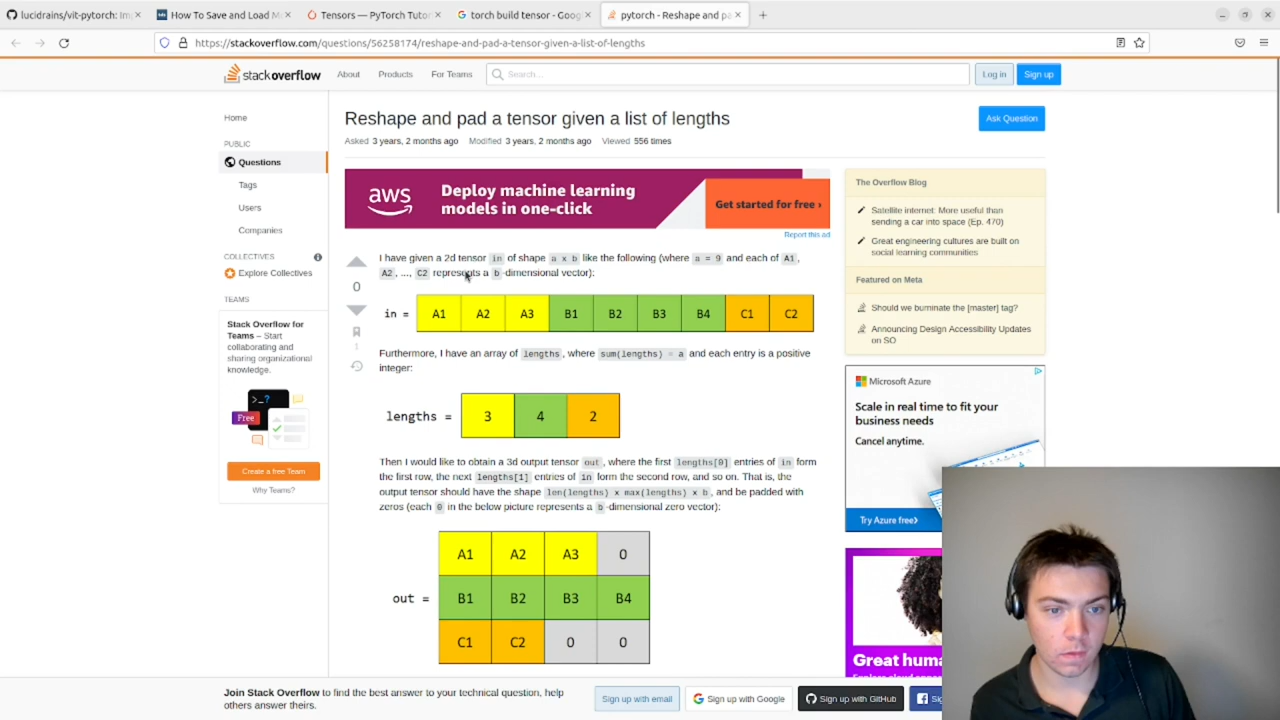 lucidrains/vit-pytorch: Imp
How To Save and Load M
Tensors — PyTorch Tutor
torch build tensor - Goog
pytorch - Reshape and pa
https://stackoverflow.com/questions/56258174/reshape-and-pad-a-tensor-given-a-list-of-lengths
stackoverflow
About
Products
For Teams
Search...
Log in
Sign up
Home
PUBLIC
Questions
Tags
Users
Companies
COLLECTIVES
Explore Collectives
TEAMS
Stack Overflow for
Teams – Start
collaborating and
sharing organizational
knowledge.
>_?
Free
Create a free Team
Why Teams?
Reshape and pad a tensor given a list of lengths
Ask Question
Asked 3 years, 2 months ago Modified 3 years, 2 months ago Viewed 556 times
aws
Deploy machine learning
models in one-click
Get started for free ›
Report this ad
0
1
I have given a 2d tensor in of shape a x b like the following (where a = 9 and each of A1,
A2, ..., C2 represents a b-dimensional vector):
in = A1 A2 A3 B1 B2 B3 B4 C1 C2
Furthermore, I have an array of lengths, where sum(lengths) = a and each entry is a positive
integer:
lengths = 3 4 2
Then I would like to obtain a 3d output tensor out, where the first lengths[0] entries of in form
the first row, the next lengths[1] entries of in form the second row, and so on. That is, the
output tensor should have the shape len(lengths) x max(lengths) x b, and be padded with
zeros (each 0 in the below picture represents a b-dimensional zero vector):
A1 A2 A3 0
out = B1 B2 B3 B4
C1 C2 0 0
The Overflow Blog
Satellite internet: More useful than
sending a car into space (Ep. 470)
Great engineering cultures are built on
social learning communities
Featured on Meta
Should we burninate the [master] tag?
Announcing Design Accessibility Updates
on SO
Microsoft Azure
Scale in real time to fit your
business needs
Cancel anytime.
Try Azure free›
Great huma
Join Stack Overflow to find the best answer to your technical question, help
others answer theirs.
Sign up with email
Sign up with Google
Sign up with GitHub